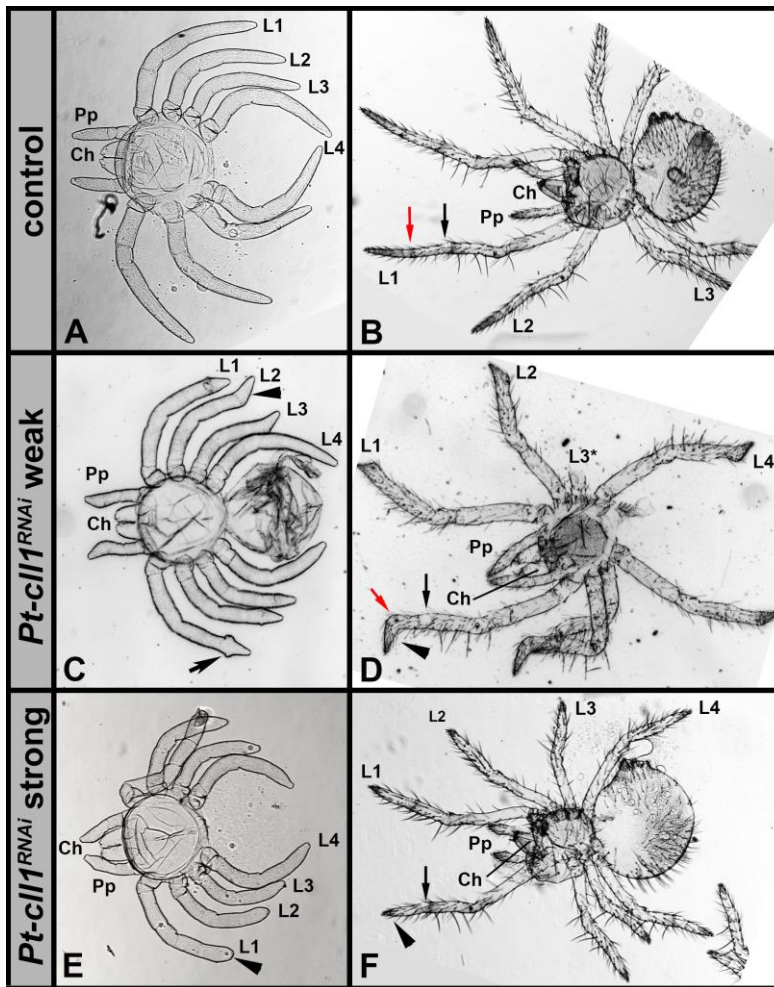 control
L1
L2
L3
L4
Pp
Ch
A
Ch
Pp
L1
L2
L3
B
Pt-cll1RNAi weak
L1
L2
L3
L4
Pp
Ch
C
L2
L1
L3*
L4
Pp
Ch
D
Pt-cll1RNAi strong
Ch
Pp
L4
L3
L2
L1
E
L3
L4
L2
L1
Pp
Ch
F